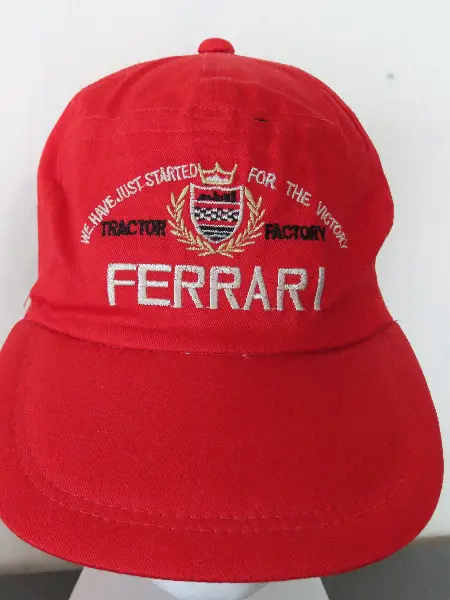 WE HAVE JUST STARTED FOR THE VICTORY
TRACTOR FACTORY
FERRARI